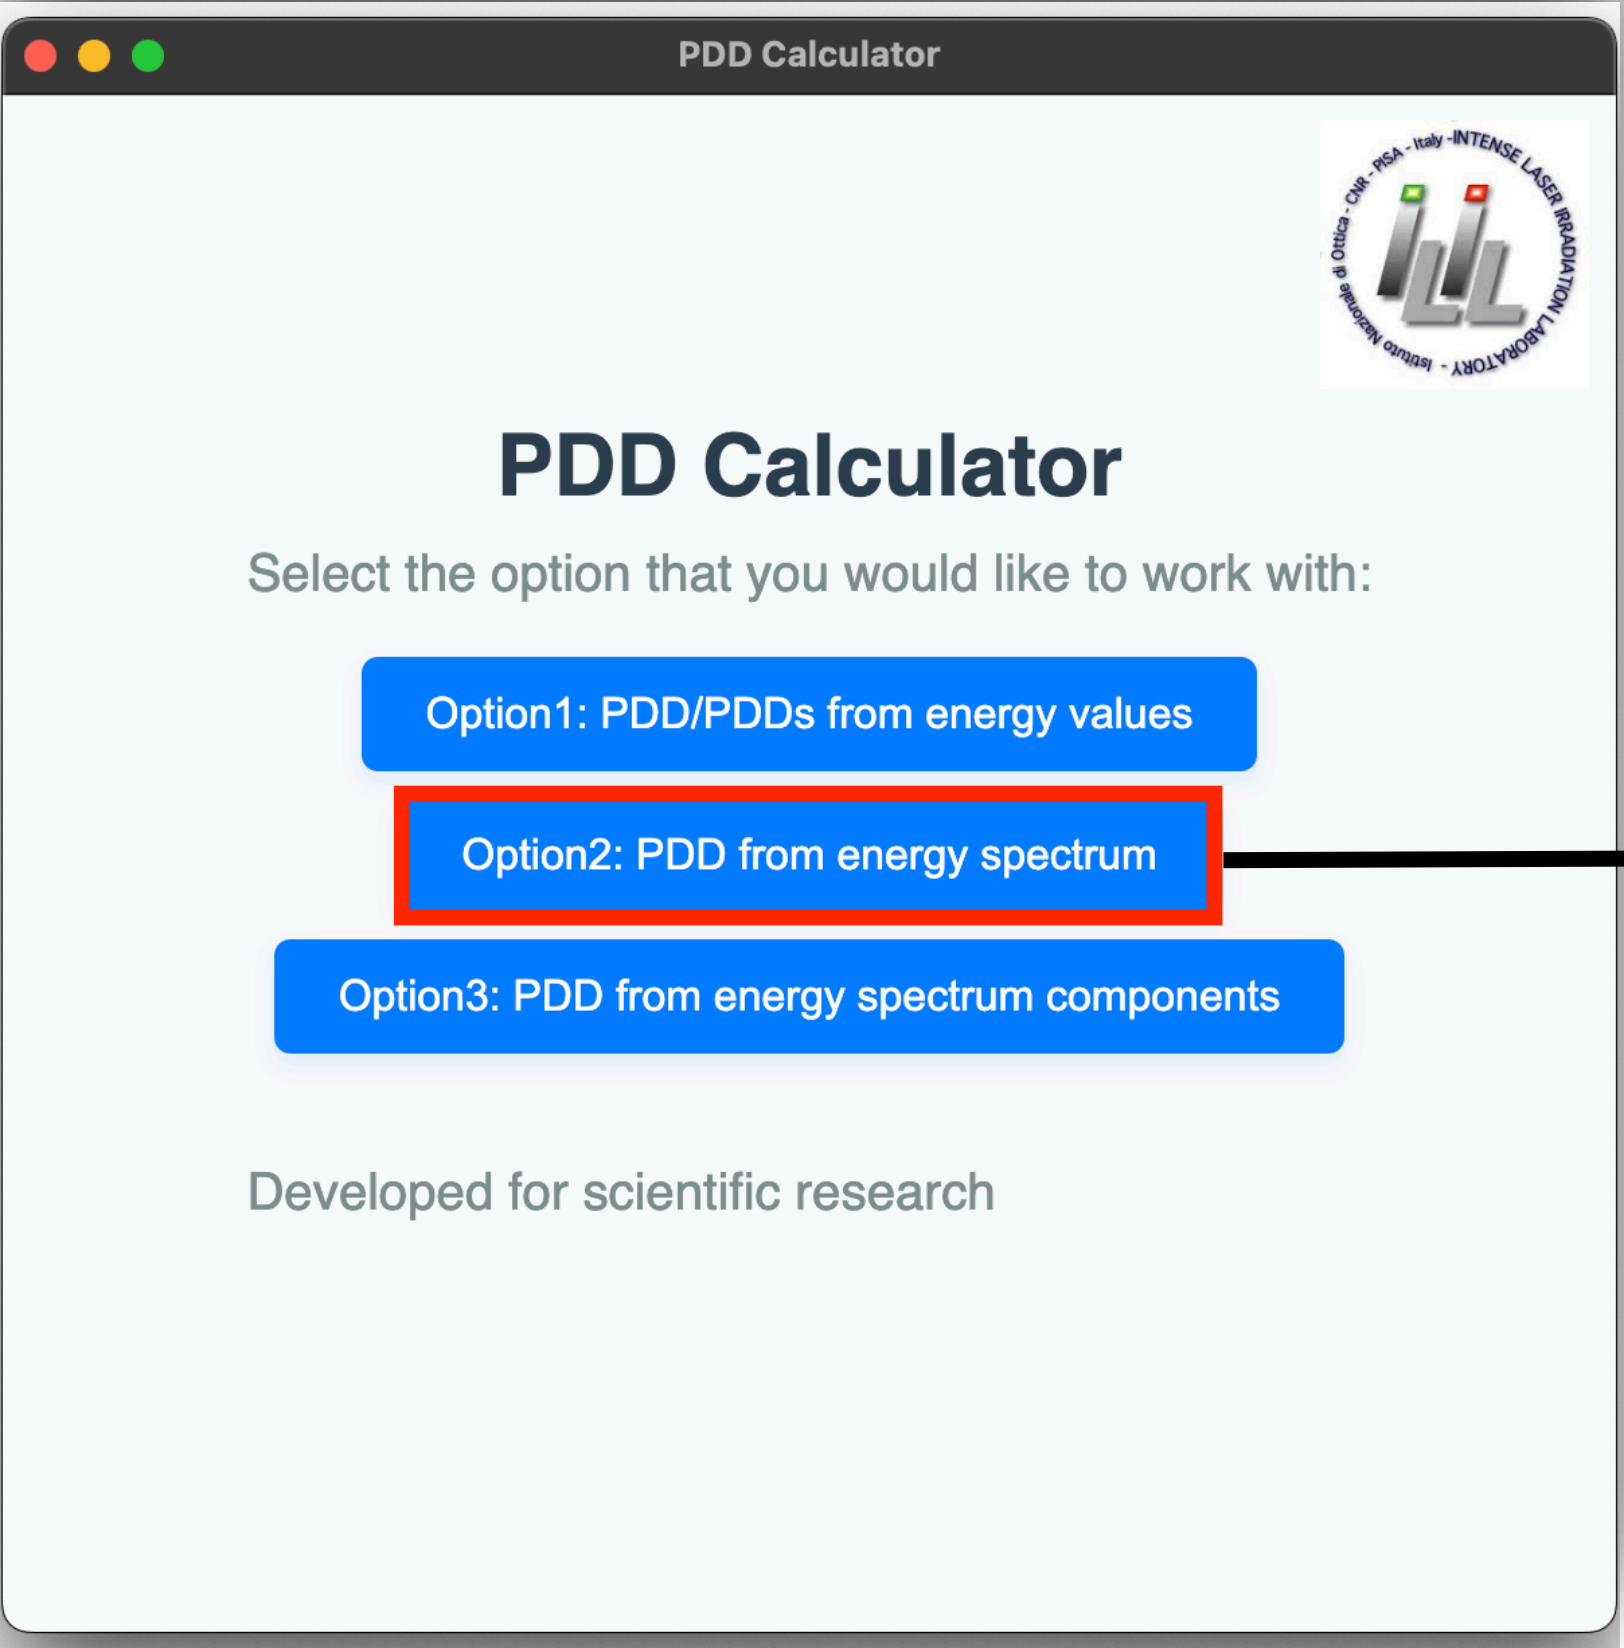 PDD Calculator
Istituto Nazionale di Ottica - CNR - PISA - Italy -INTENSE LASER IRRADIATION LABORATORY -
ILIL
PDD Calculator
Select the option that you would like to work with:
Option1: PDD/PDDs from energy values
Option2: PDD from energy spectrum
Option3: PDD from energy spectrum components
Developed for scientific research